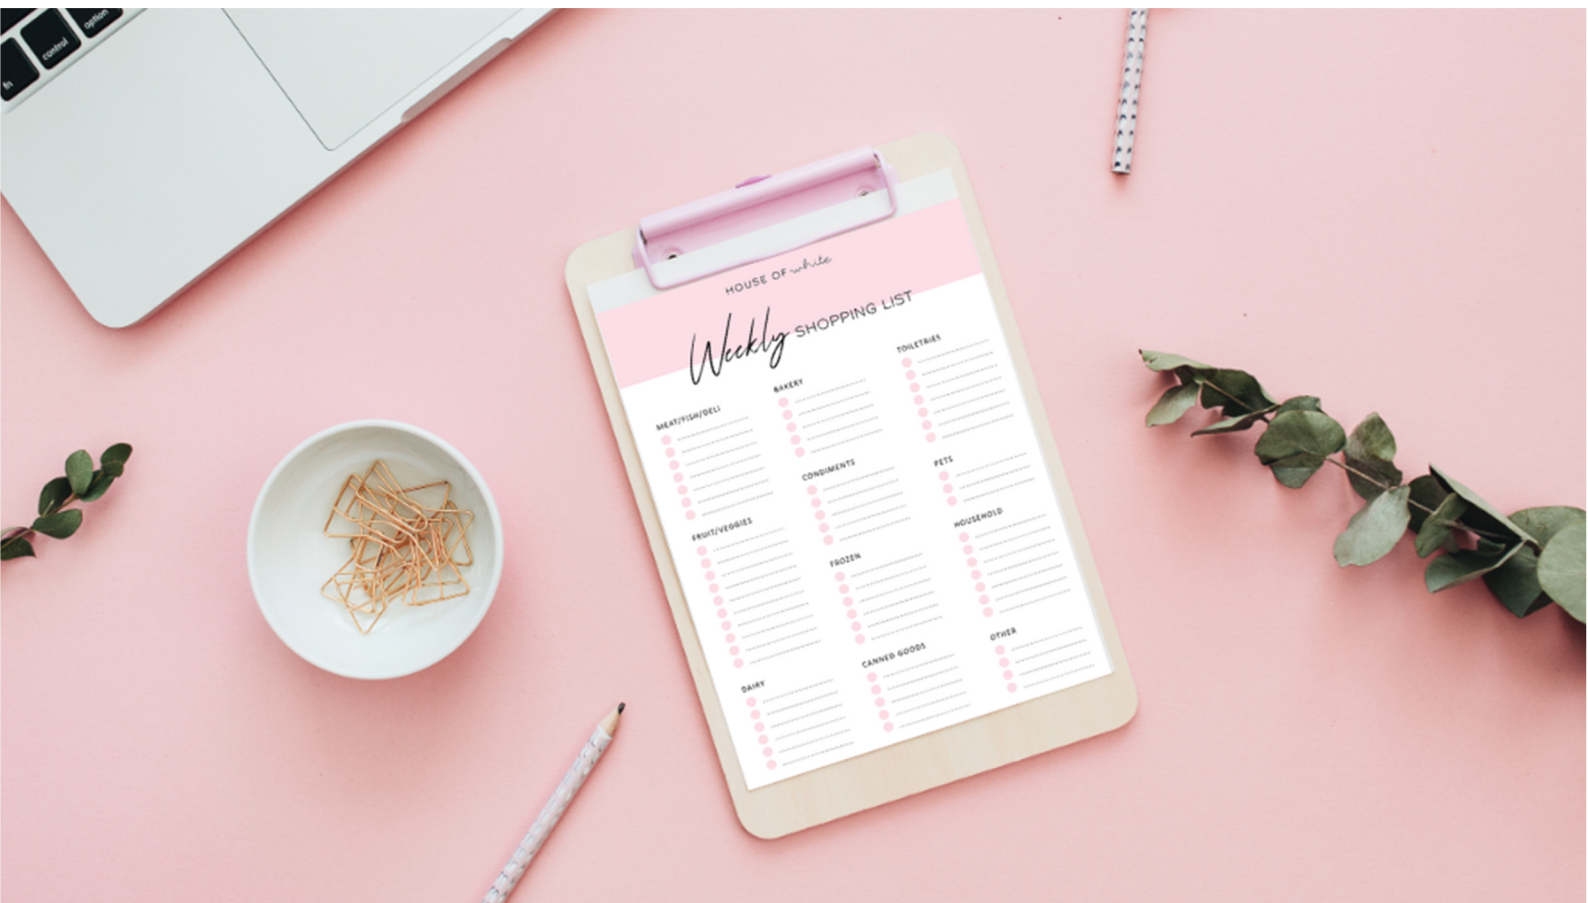 option
control
fn
HOUSE OF white
Weekly SHOPPING LIST
MEAT/FISH/DELI
FRUIT/VEGGIES
DAIRY
BAKERY
CONDIMENTS
FROZEN
CANNED GOODS
TOILETRIES
PETS
HOUSEHOLD
OTHER